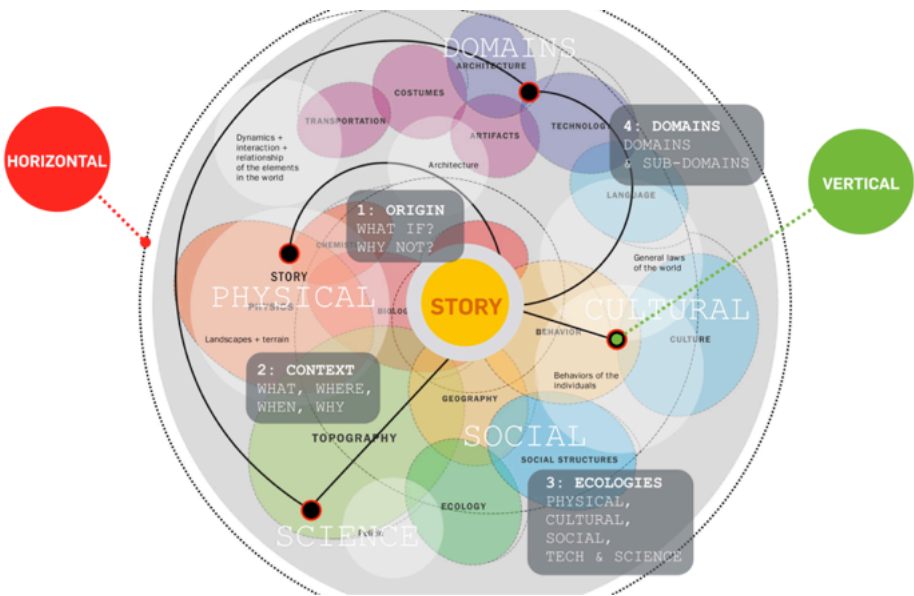 DOMAINS
ARCHITECTURE
COSTUMES
TRANSPORTATION
ARTIFACTS
TECHNOLOGY
4: DOMAINS
DOMAINS
& SUB-DOMAINS
HORIZONTAL
VERTICAL
Dynamics +
interaction +
relationship
of the elements
in the world
Architecture
LANGUAGE
1: ORIGIN
WHAT IF?
WHY NOT?
General laws
of the world
STORY
PHYSICAL
PHYSICS
STORY
CULTURAL
BEHAVIOR
CULTURE
Landscapes + terrain
2: CONTEXT
WHAT, WHERE,
WHEN, WHY
Behaviors of the
individuals
GEOGRAPHY
TOPOGRAPHY
SOCIAL
SOCIAL STRUCTURES
3: ECOLOGIES
PHYSICAL,
CULTURAL,
SOCIAL,
TECH & SCIENCE
ECOLOGY
SCIENCE